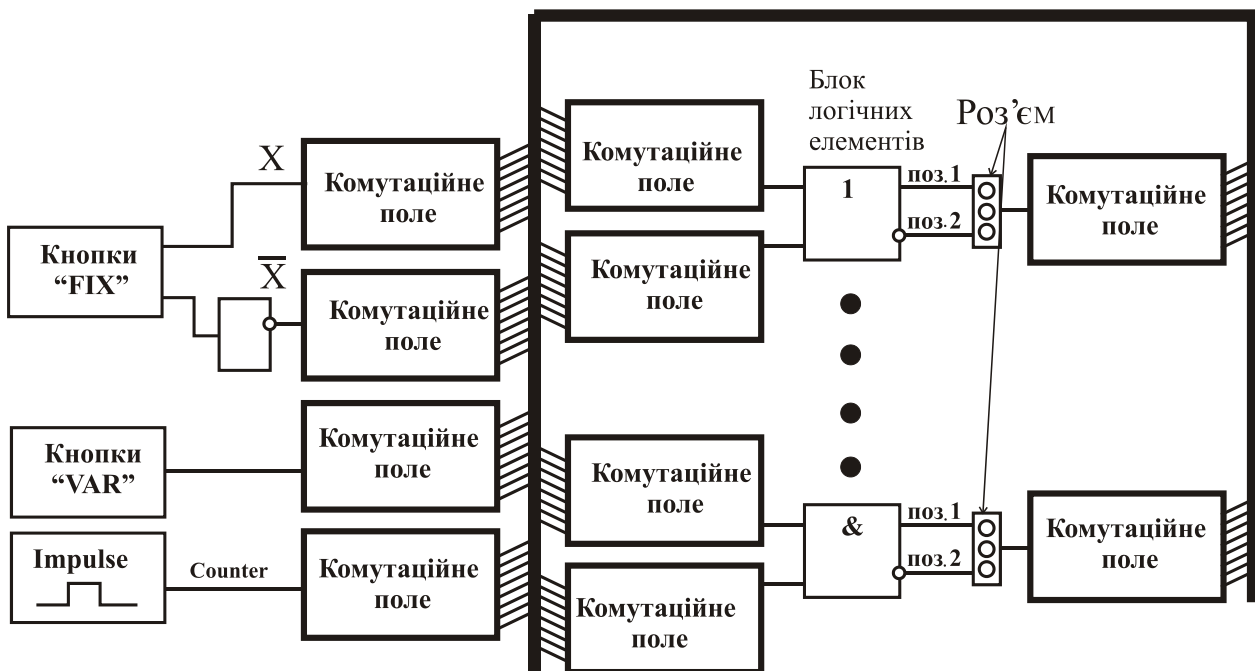 Кнопки
“FIX”
X
X̅
Комутаційне
поле
Комутаційне
поле
Кнопки
“VAR”
Комутаційне
поле
Impulse
Counter
Комутаційне
поле
Комутаційне
поле
Комутаційне
поле
Блок
логічних
елементів
1
поз.1
поз.2
Роз’єм
Комутаційне
поле
Комутаційне
поле
Комутаційне
поле
&
поз.1
поз.2
Комутаційне
поле